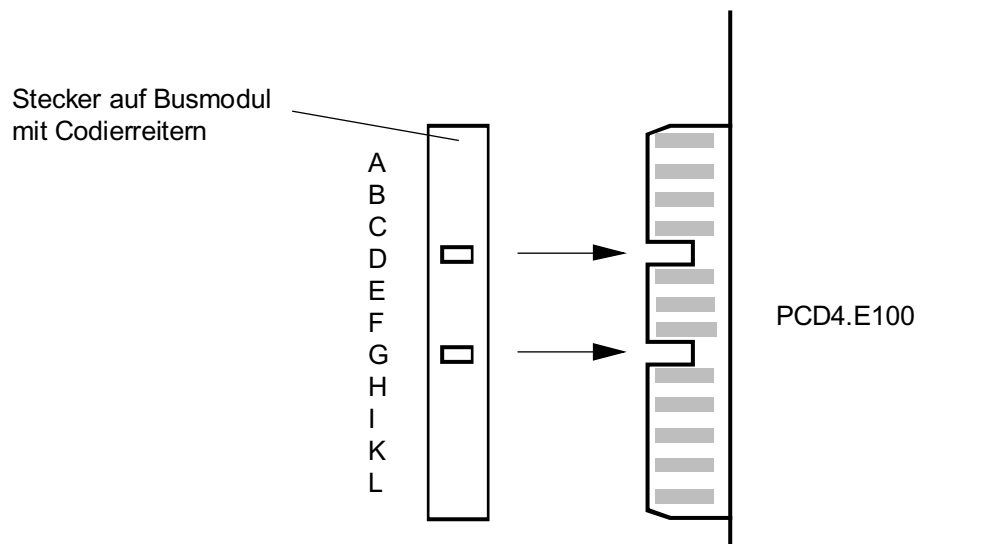 Stecker auf Busmodul
mit Codierreitern
A
B
C
D
E
F
G
H
I
K
L
PCD4.E100